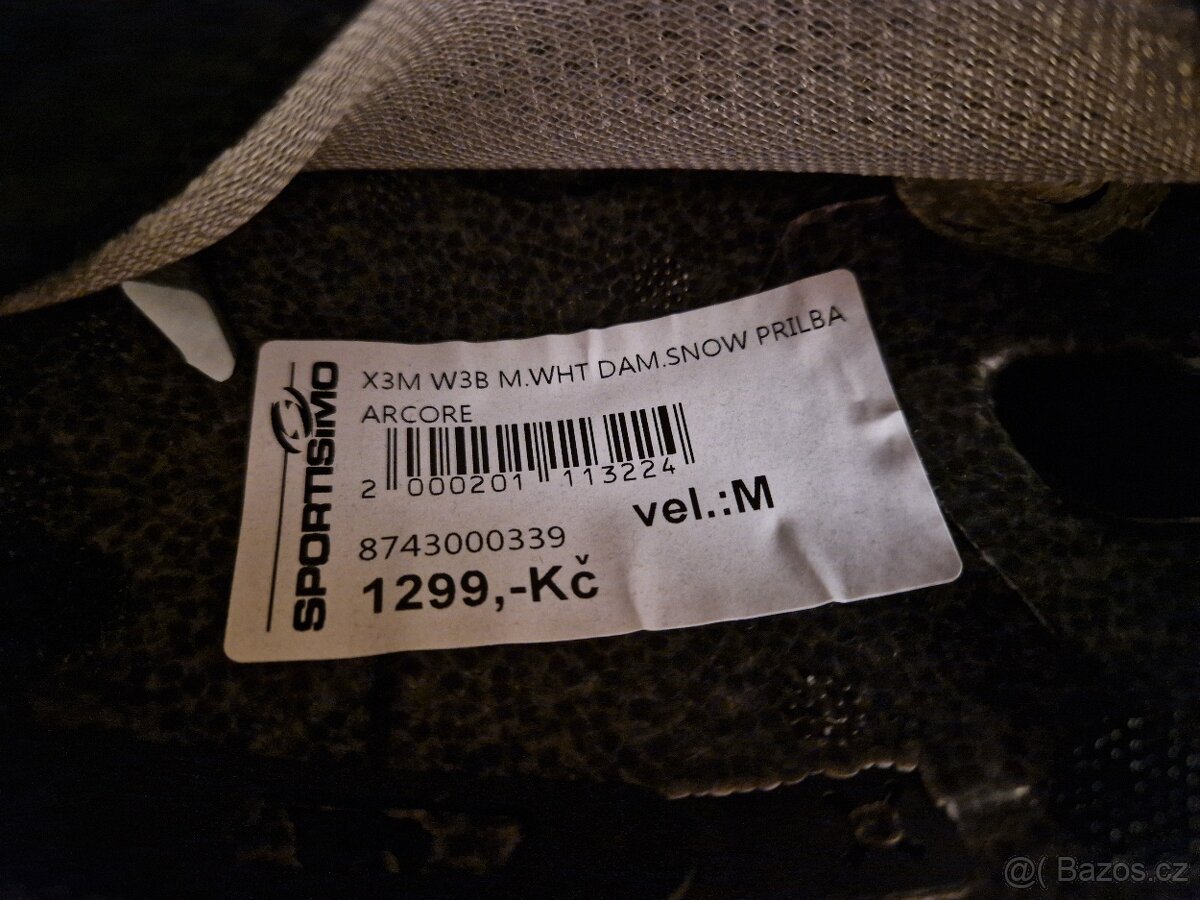 SPORTISIMO
X3M W3B M.WHT DAM.SNOW PRILBA
ARCORE
2 000201 113224
vel.:M
8743000339
1299,-Kč
@( Bazos.cz